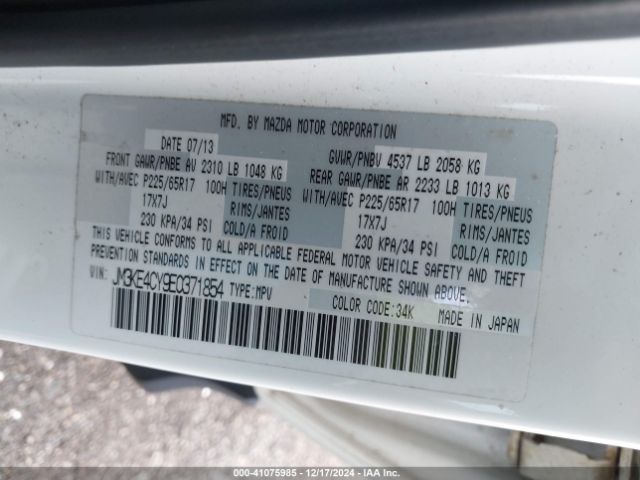 MFD. BY MAZDA MOTOR CORPORATION
DATE 07/13 GVWR/PNBV 4537 LB 2058 KG
FRONT GAWR/PNBE AV 2310 LB 1048 KG REAR GAWR/PNBE AR 2233 LB 1013 KG
WITH/AVEC P225/65R17 100H TIRES/PNEUS WITH/AVEC P225/65R17 100H TIRES/PNEUS
17X7J RIMS/JANTES 17X7J RIMS/JANTES
230 KPA/34 PSI COLD/A FROID 230 KPA/34 PSI COLD/A FROID
THIS VEHICLE CONFORMS TO ALL APPLICABLE FEDERAL MOTOR VEHICLE SAFETY AND THEFT
PREVENTION STANDARDS IN EFFECT ON THE DATE OF MANUFACTURE SHOWN ABOVE.
VIN: JM3KE4CY9E0371854 TYPE:MPV
COLOR CODE:34K MADE IN JAPAN
000-41075985 - 12/17/2024 - IAA Inc.